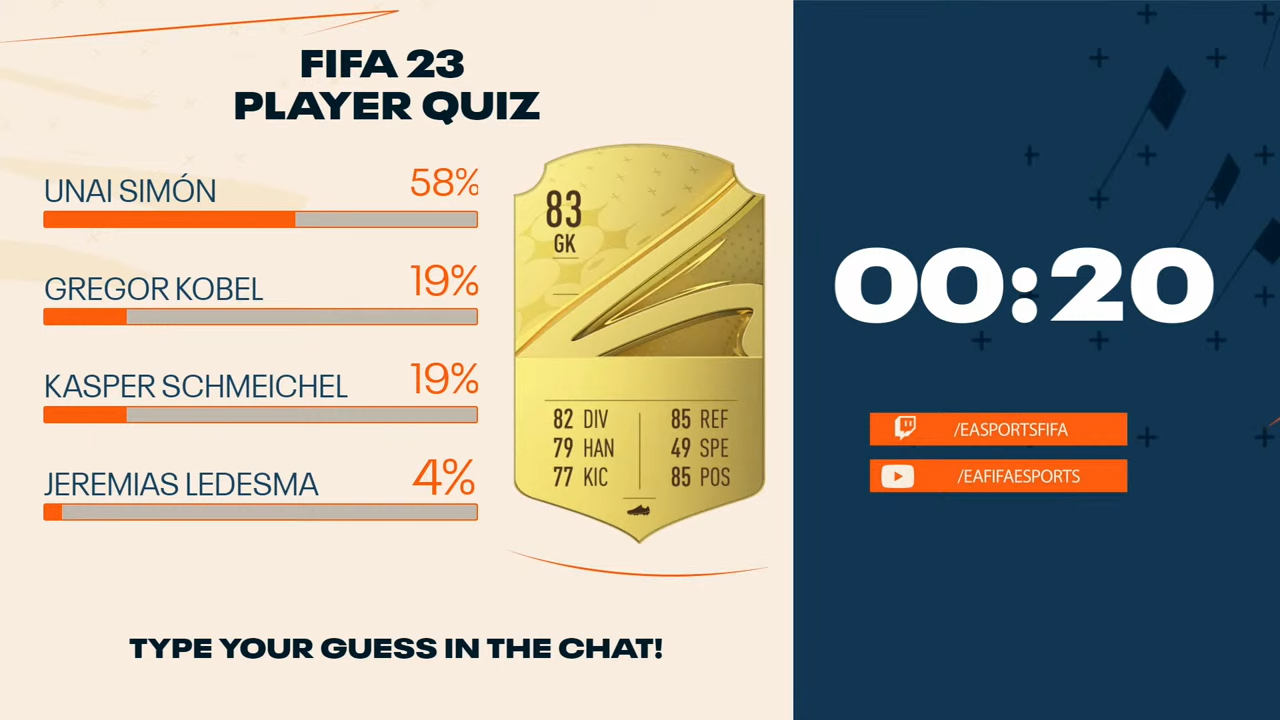 FIFA 23
PLAYER QUIZ
UNAI SIMÓN 58%
GREGOR KOBEL 19%
KASPER SCHMEICHEL 19%
JEREMIAS LEDESMA 4%
83
GK
82 DIV 85 REF
79 HAN 49 SPE
77 KIC 85 POS
TYPE YOUR GUESS IN THE CHAT!
00:20
/EASPORTSFIFA
/EAFIFAESPORTS